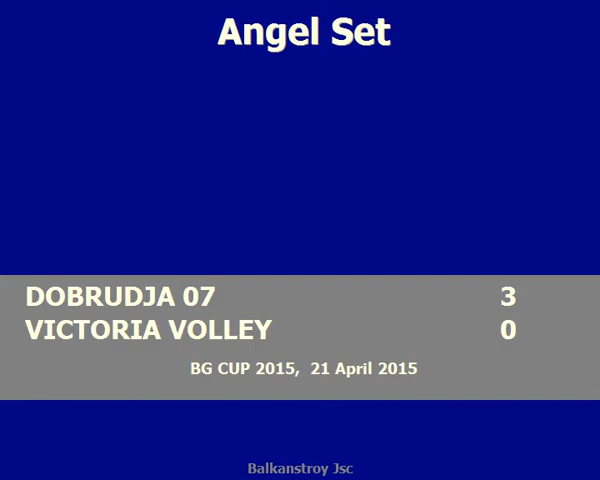 Angel Set
DOBRUDJA 07 3
VICTORIA VOLLEY 0
BG CUP 2015, 21 April 2015
Balkanstroy Jsc